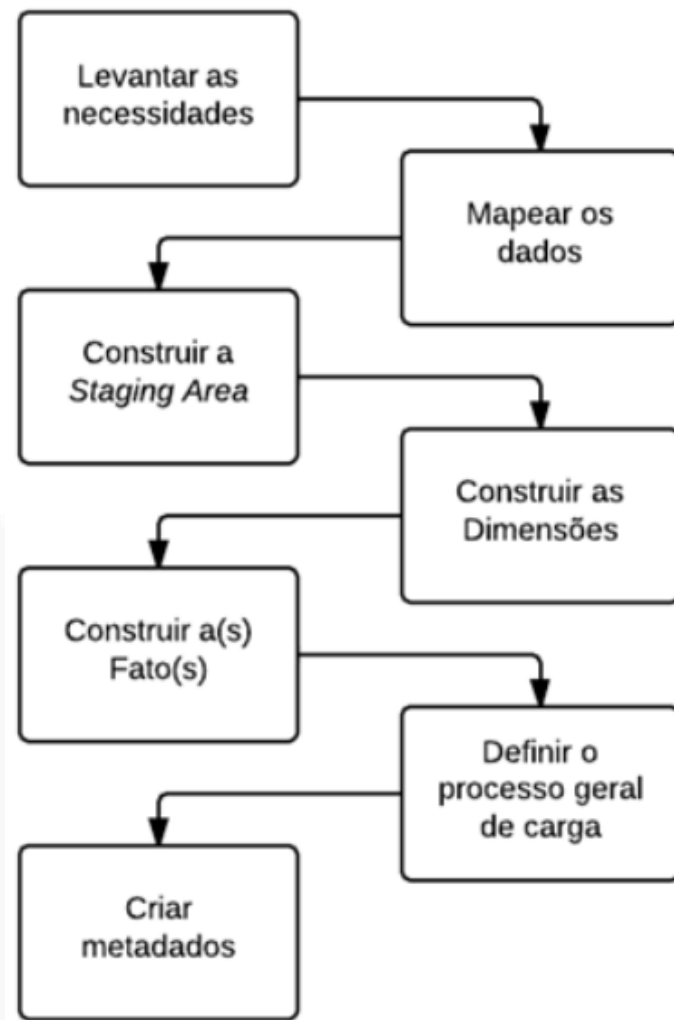 Levantar as
necessidades
Mapear os
dados
Construir a
Staging Area
Construir as
Dimensões
Construir a(s)
Fato(s)
Definir o
processo geral
de carga
Criar
metadados